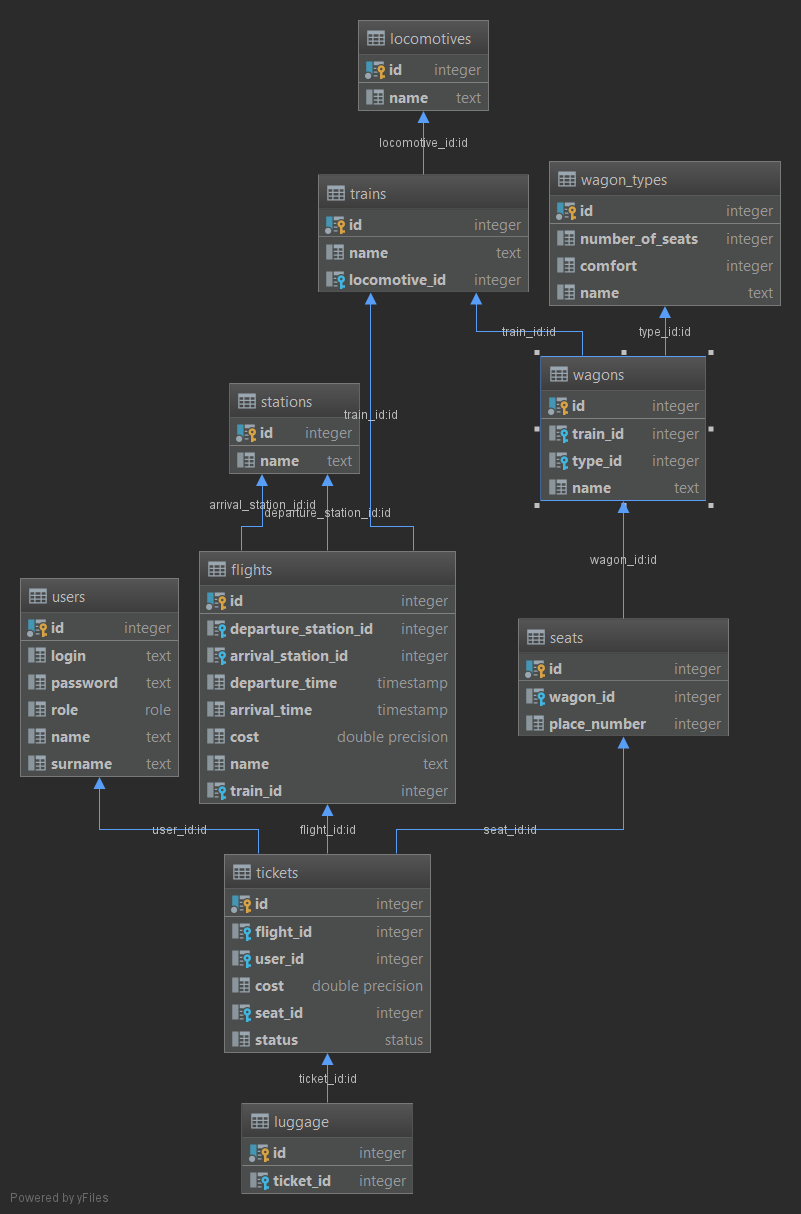 locomotives
id integer
name text
locomotive_id:id
trains
id integer
name text
locomotive_id integer
wagon_types
id integer
number_of_seats integer
comfort integer
name text
train_id:id
type_id:id
wagons
id integer
train_id integer
type_id integer
name text
stations
id integer
name text
train_id:id
arrival_station_id:id
departure_station_id:id
wagon_id:id
flights
id integer
departure_station_id integer
arrival_station_id integer
departure_time timestamp
arrival_time timestamp
cost double precision
name text
train_id integer
users
id integer
login text
password text
role role
name text
surname text
seats
id integer
wagon_id integer
place_number integer
user_id:id
flight_id:id
seat_id:id
tickets
id integer
flight_id integer
user_id integer
cost double precision
seat_id integer
status status
ticket_id:id
luggage
id integer
ticket_id integer
Powered by yFiles